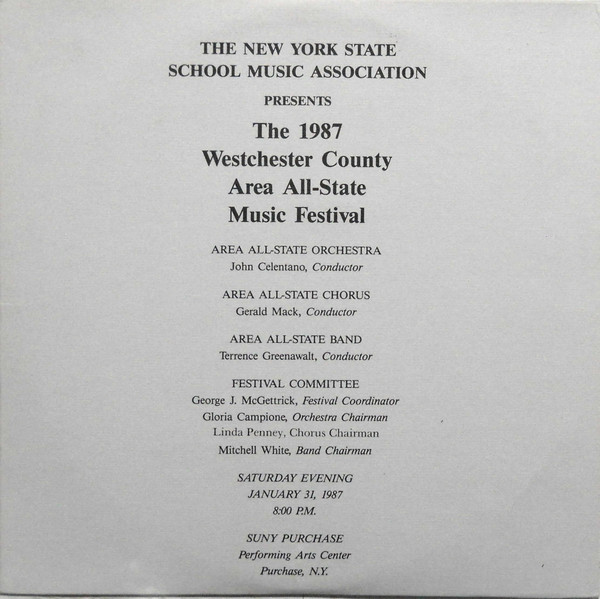 THE NEW YORK STATE
SCHOOL MUSIC ASSOCIATION
PRESENTS
The 1987
Westchester County
Area All-State
Music Festival
AREA ALL-STATE ORCHESTRA
John Celentano, Conductor
AREA ALL-STATE CHORUS
Gerald Mack, Conductor
AREA ALL-STATE BAND
Terrence Greenawalt, Conductor
FESTIVAL COMMITTEE
George J. McGettrick, Festival Coordinator
Gloria Campione, Orchestra Chairman
Linda Penney, Chorus Chairman
Mitchell White, Band Chairman
SATURDAY EVENING
JANUARY 31, 1987
8:00 P.M.
SUNY PURCHASE
Performing Arts Center
Purchase, N.Y.